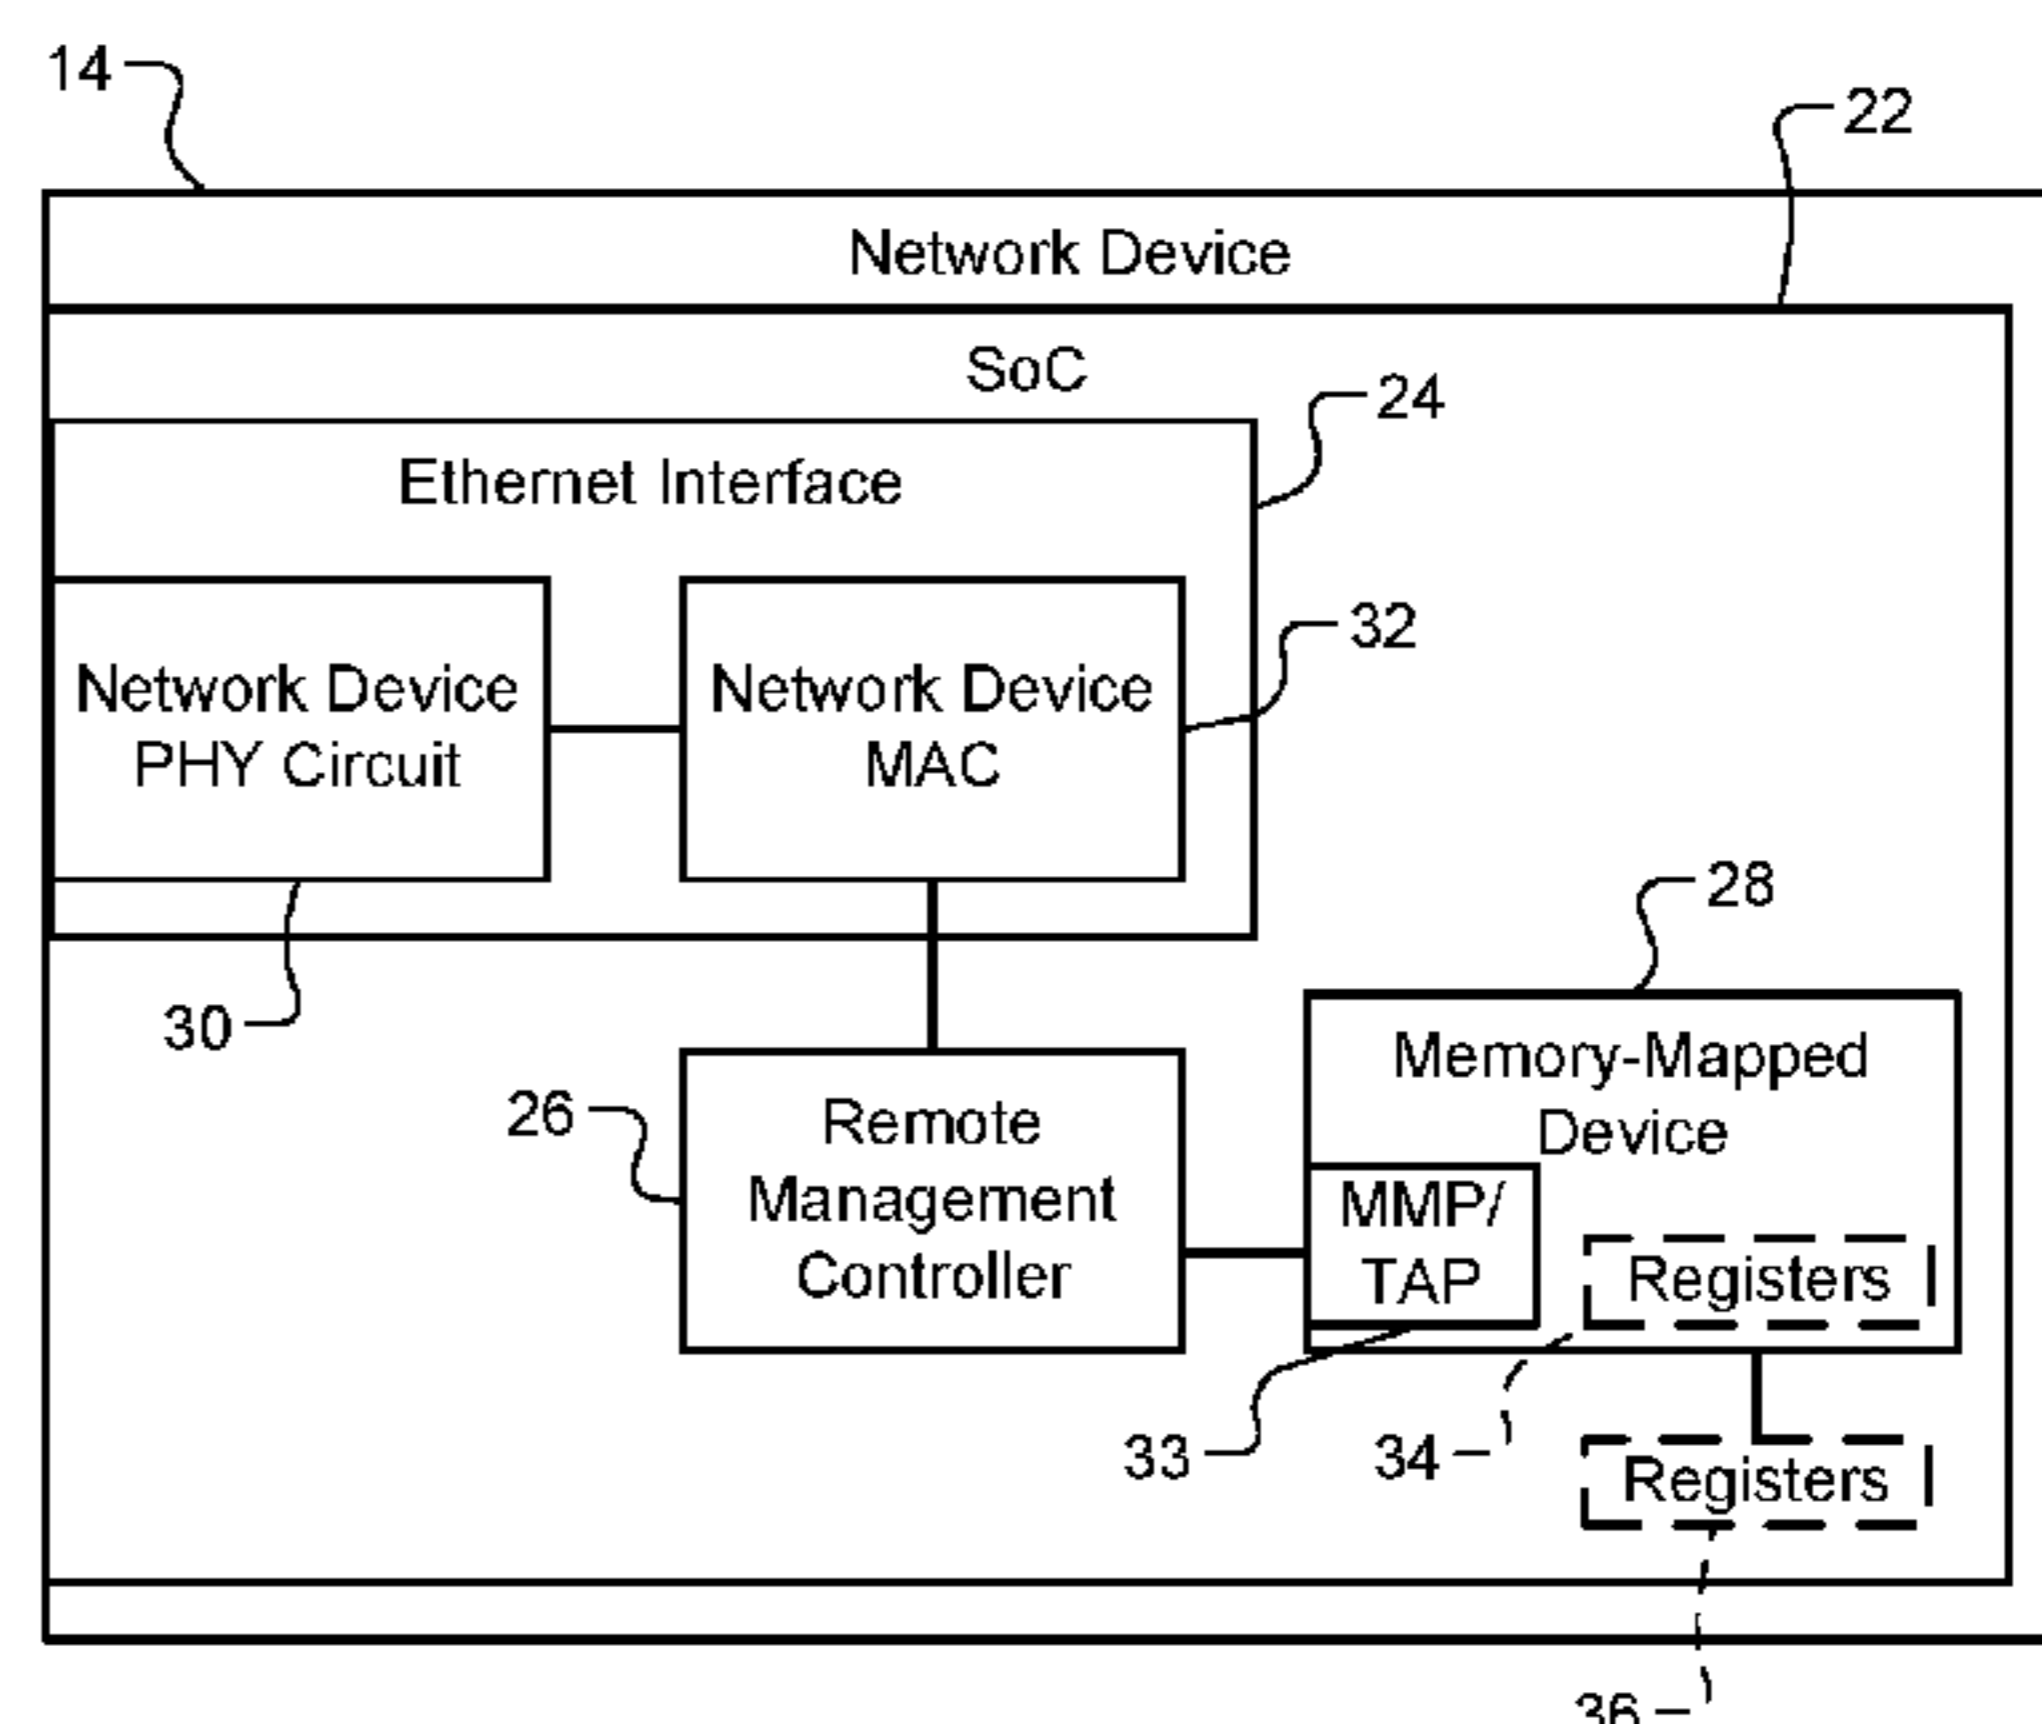 14
22
Network Device
SoC
24
Ethernet Interface
32
Network Device
PHY Circuit
Network Device
MAC
28
30
Memory-Mapped
Device
26
Remote
Management
Controller
MMP/
TAP
Registers
33
34
Registers
36